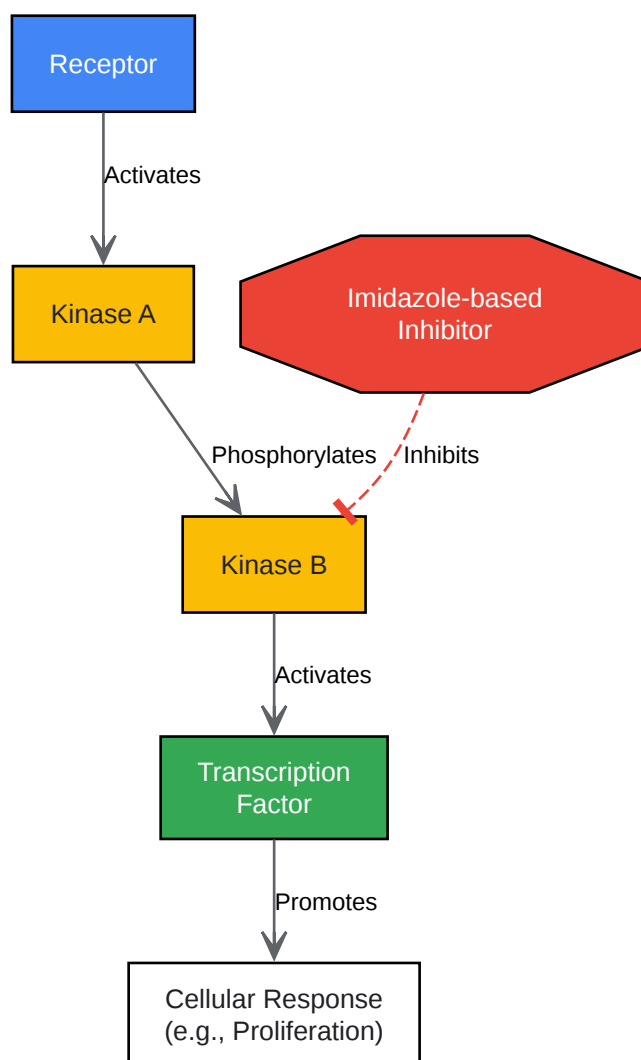 Receptor
Activates
Kinase A
Imidazole-based
Inhibitor
Phosphorylates
Inhibits
Kinase B
Activates
Transcription
Factor
Promotes
Cellular Response
(e.g., Proliferation)